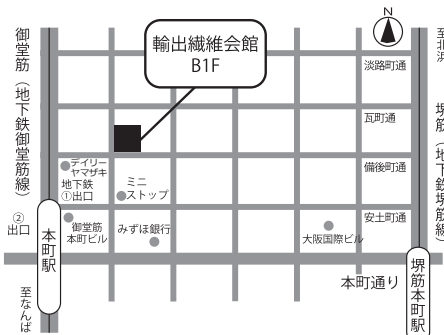 御堂筋（地下鉄御堂筋線）
輸出繊維会館
B1F
N
至北浜
堺筋（地下鉄堺筋線）
淡路町通
瓦町通
備後町通
安土町通
デイリー
ヤマザキ
地下鉄
①出口
ミニ
ストップ
②
出口
御堂筋
本町ビル
みずほ銀行
大阪国際ビル
本町駅
本町通り
堺筋本町駅
至なんば